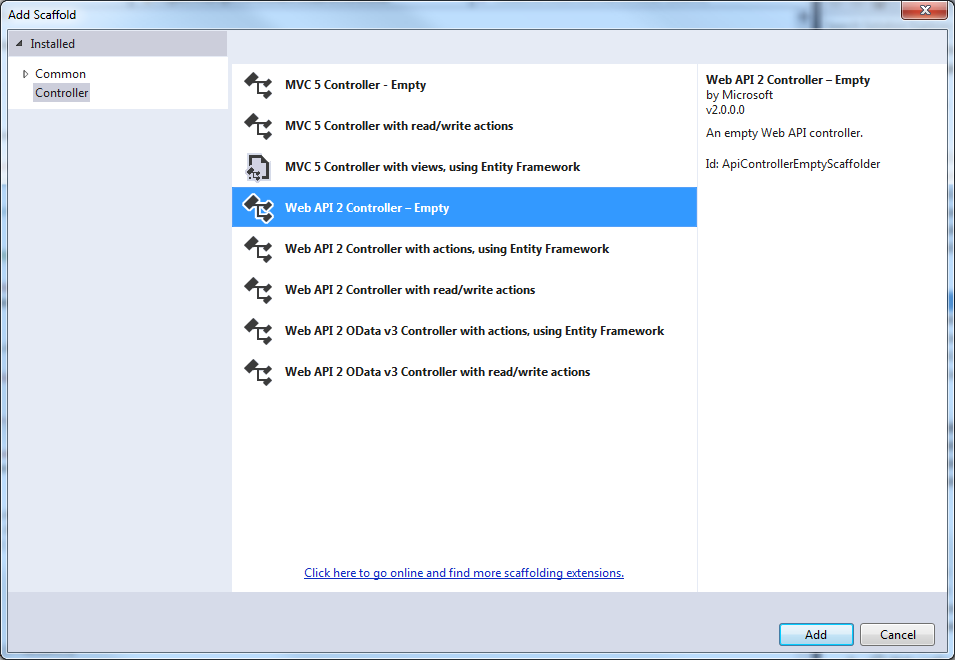 Add Scaffold
Installed
Common
Controller
MVC 5 Controller - Empty
MVC 5 Controller with read/write actions
MVC 5 Controller with views, using Entity Framework
Web API 2 Controller – Empty
Web API 2 Controller with actions, using Entity Framework
Web API 2 Controller with read/write actions
Web API 2 OData v3 Controller with actions, using Entity Framework
Web API 2 OData v3 Controller with read/write actions
Click here to go online and find more scaffolding extensions.
Web API 2 Controller – Empty
by Microsoft
v2.0.0.0
An empty Web API controller.
Id: ApiControllerEmptyScaffolder
Add
Cancel